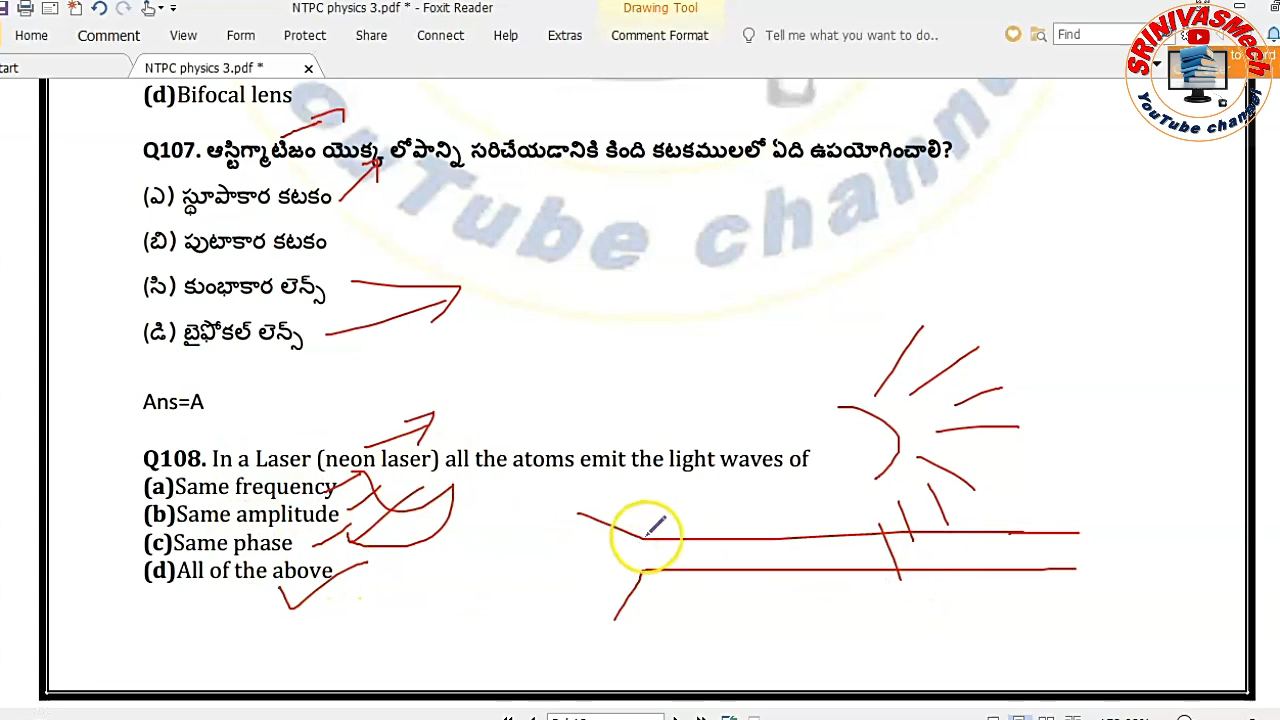 NTPC physics 3.pdf * - Foxit Reader
Drawing Tool
Home Comment View Form Protect Share Connect Help Extras Comment Format Tell me what you want to do.. Find
tart NTPC physics 3.pdf *
SRINIVASMech
YouTube channel
(d)Bifocal lens
Q107. ఆస్టిగ్మాటిజం యొక్క లోపాన్ని సరిచేయడానికి కింది కటకములలో ఏది ఉపయోగించాలి?
(ఎ) స్థూపాకార కటకం
(బి) పుటాకార కటకం
(సి) కుంభాకార లెన్స్
(డి) బైఫోకల్ లెన్స్
ouTube channe
Ans=A
Q108. In a Laser (neon laser) all the atoms emit the light waves of
(a)Same frequency
(b)Same amplitude
(c)Same phase
(d)All of the above